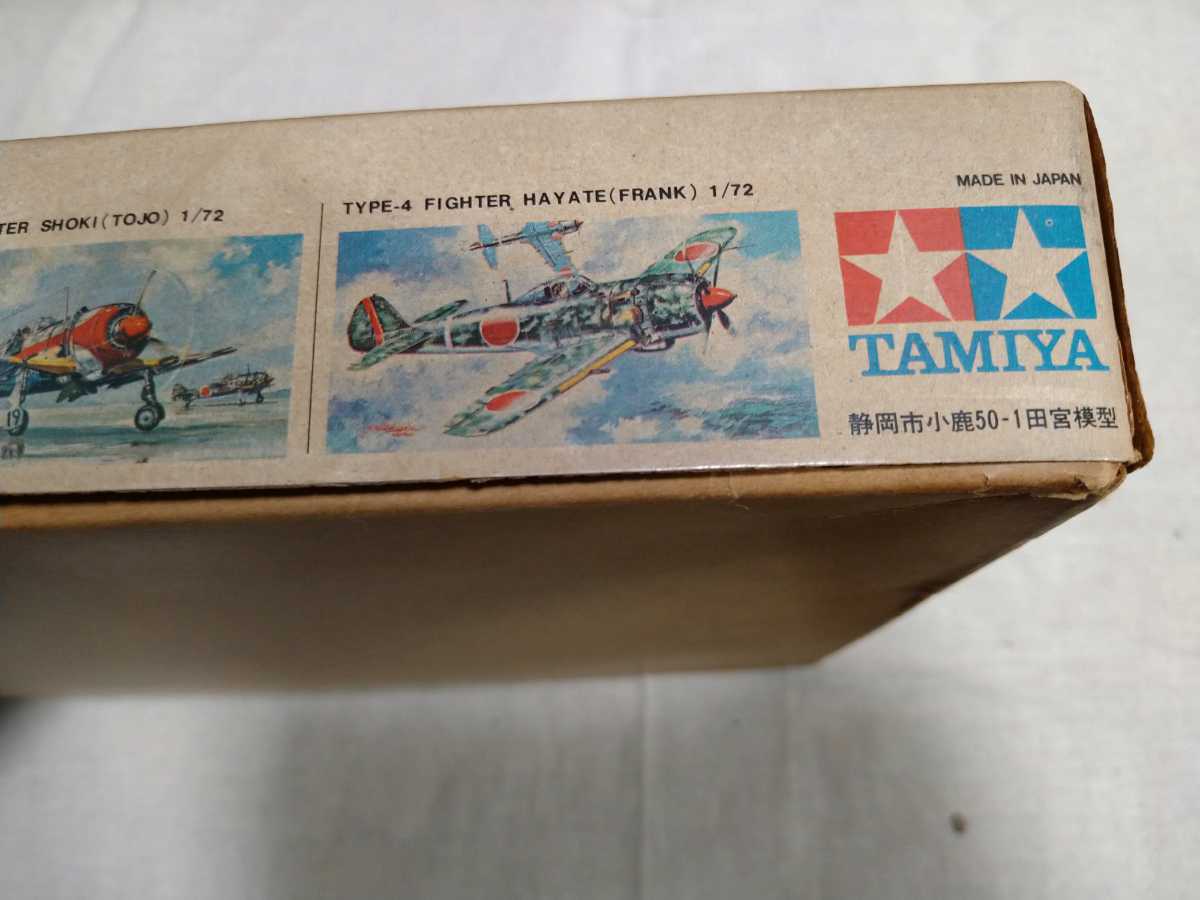 TER SHOKI(TOJO) 1/72
TYPE-4 FIGHTER HAYATE(FRANK) 1/72
MADE IN JAPAN
TAMIYA
静岡市小鹿50-1田宮模型
19